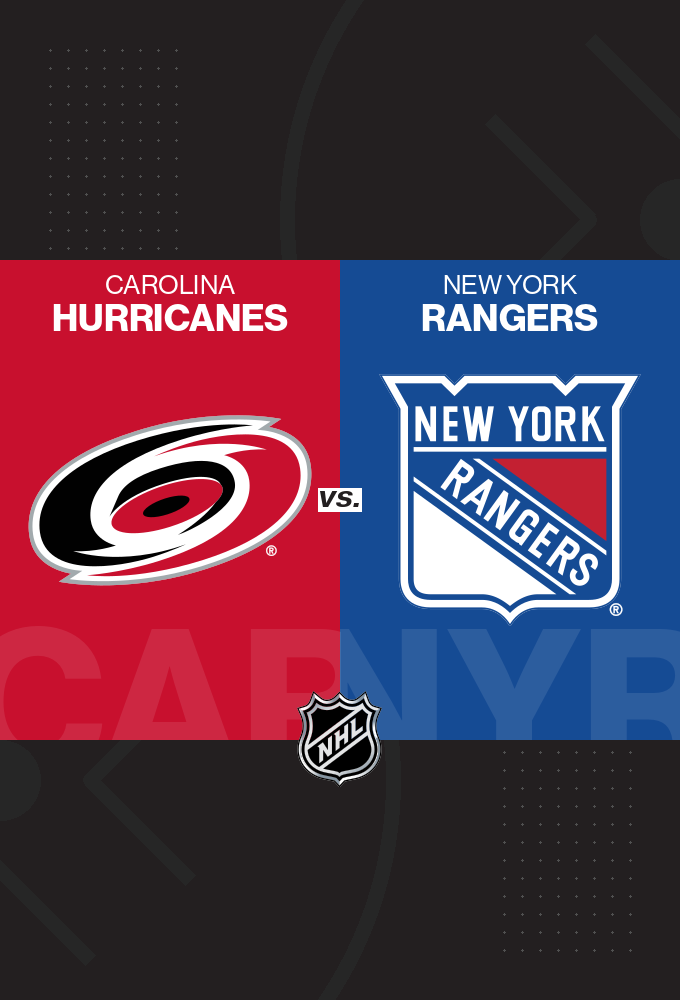 CAROLINA
HURRICANES
NEW YORK
RANGERS
NEW YORK
RANGERS
®
®
vs.
CAR
NYR
NHL